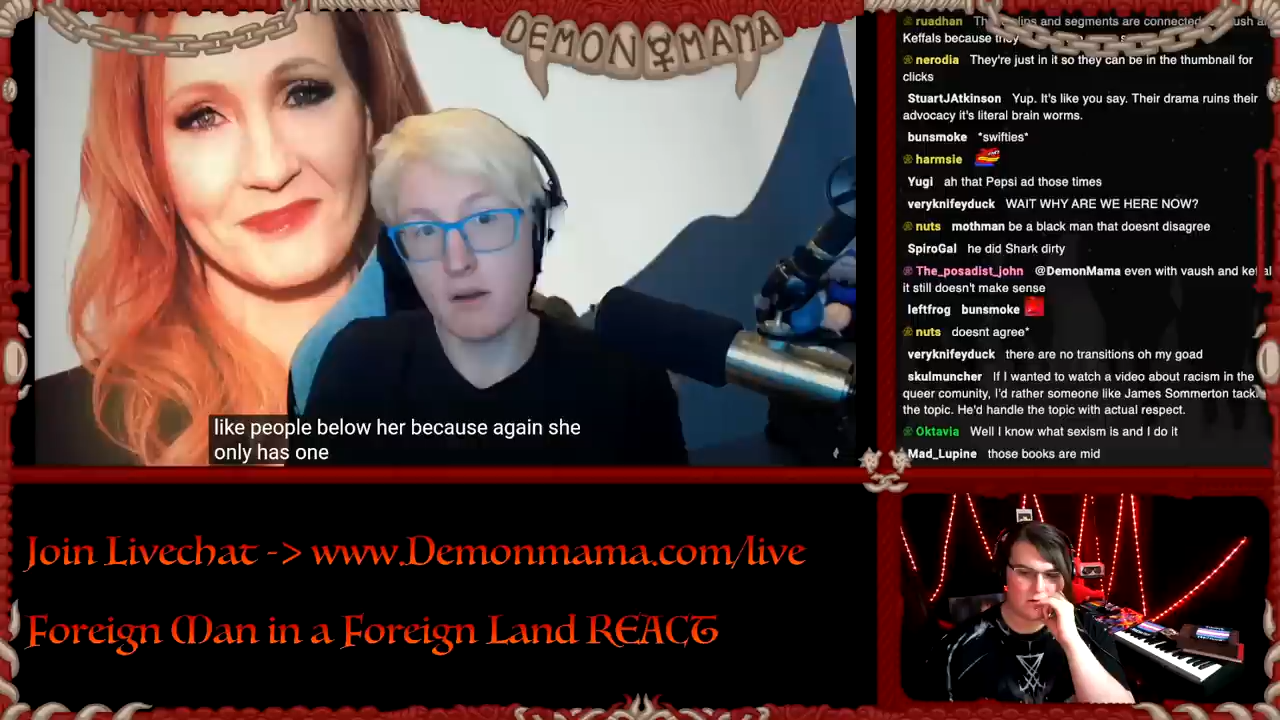 DEMON MAMA
like people below her because again she
only has one
ruadhan
Keffals because they
nerodia They're just in it so they can be in the thumbnail for
clicks
StuartJAtkinson Yup. It's like you say. Their drama ruins their
advocacy it's literal brain worms.
bunsmoke *swifties*
harmsie
Yugi ah that Pepsi ad those times
veryknifeyduck WAIT WHY ARE WE HERE NOW?
nuts mothman be a black man that doesnt disagree
SpiroGal he did Shark dirty
The_posadist_john @DemonMama even with vaush and
it still doesn't make sense
leftfrog bunsmoke
nuts doesnt agree*
veryknifeyduck there are no transitions oh my goad
skulmuncher If I wanted to watch a video about racism in the
queer comunity, I'd rather someone like James Sommerton
the topic. He'd handle the topic with actual respect.
Oktavia Well I know what sexism is and I do it
Mad_Lupine those books are mid
Join Livechat -> www.Demonmama.com/live
Foreign Man in a Foreign Land REACT